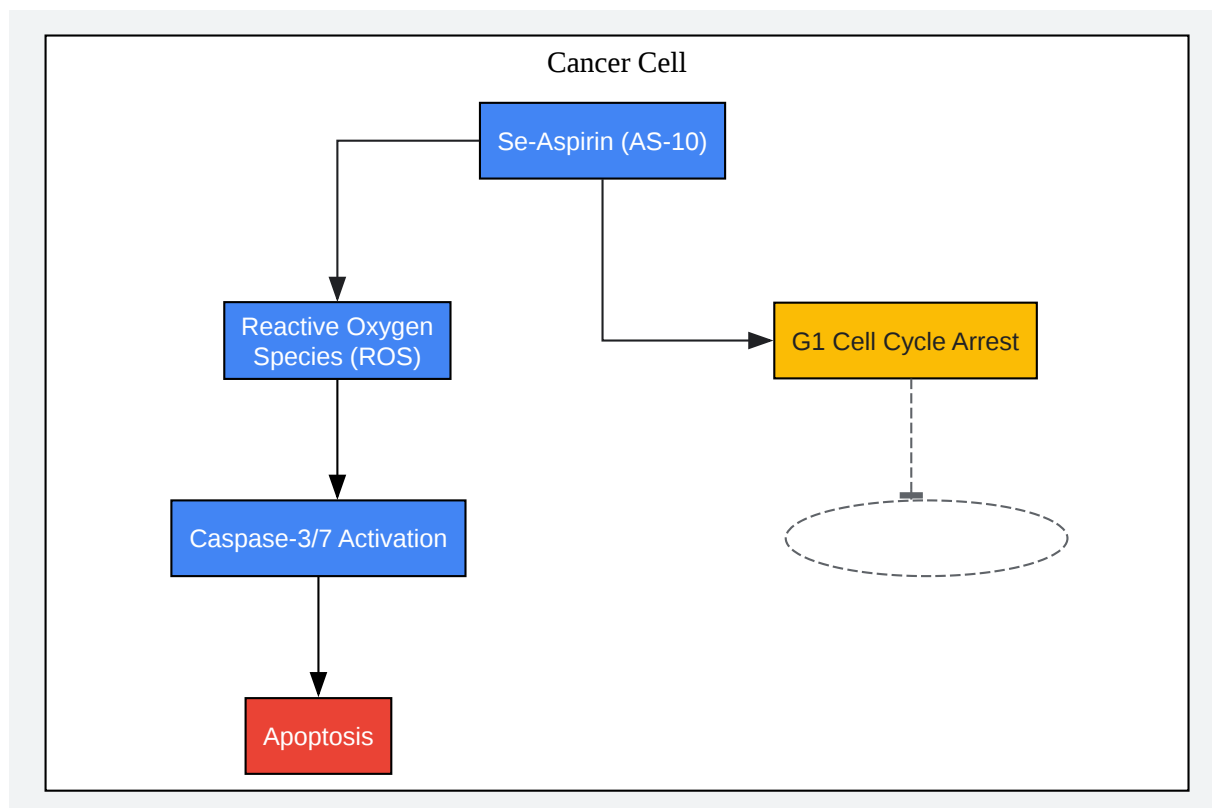 Cancer Cell
Se-Aspirin (AS-10)
Reactive Oxygen
Species (ROS)
G1 Cell Cycle Arrest
Caspase-3/7 Activation
Apoptosis